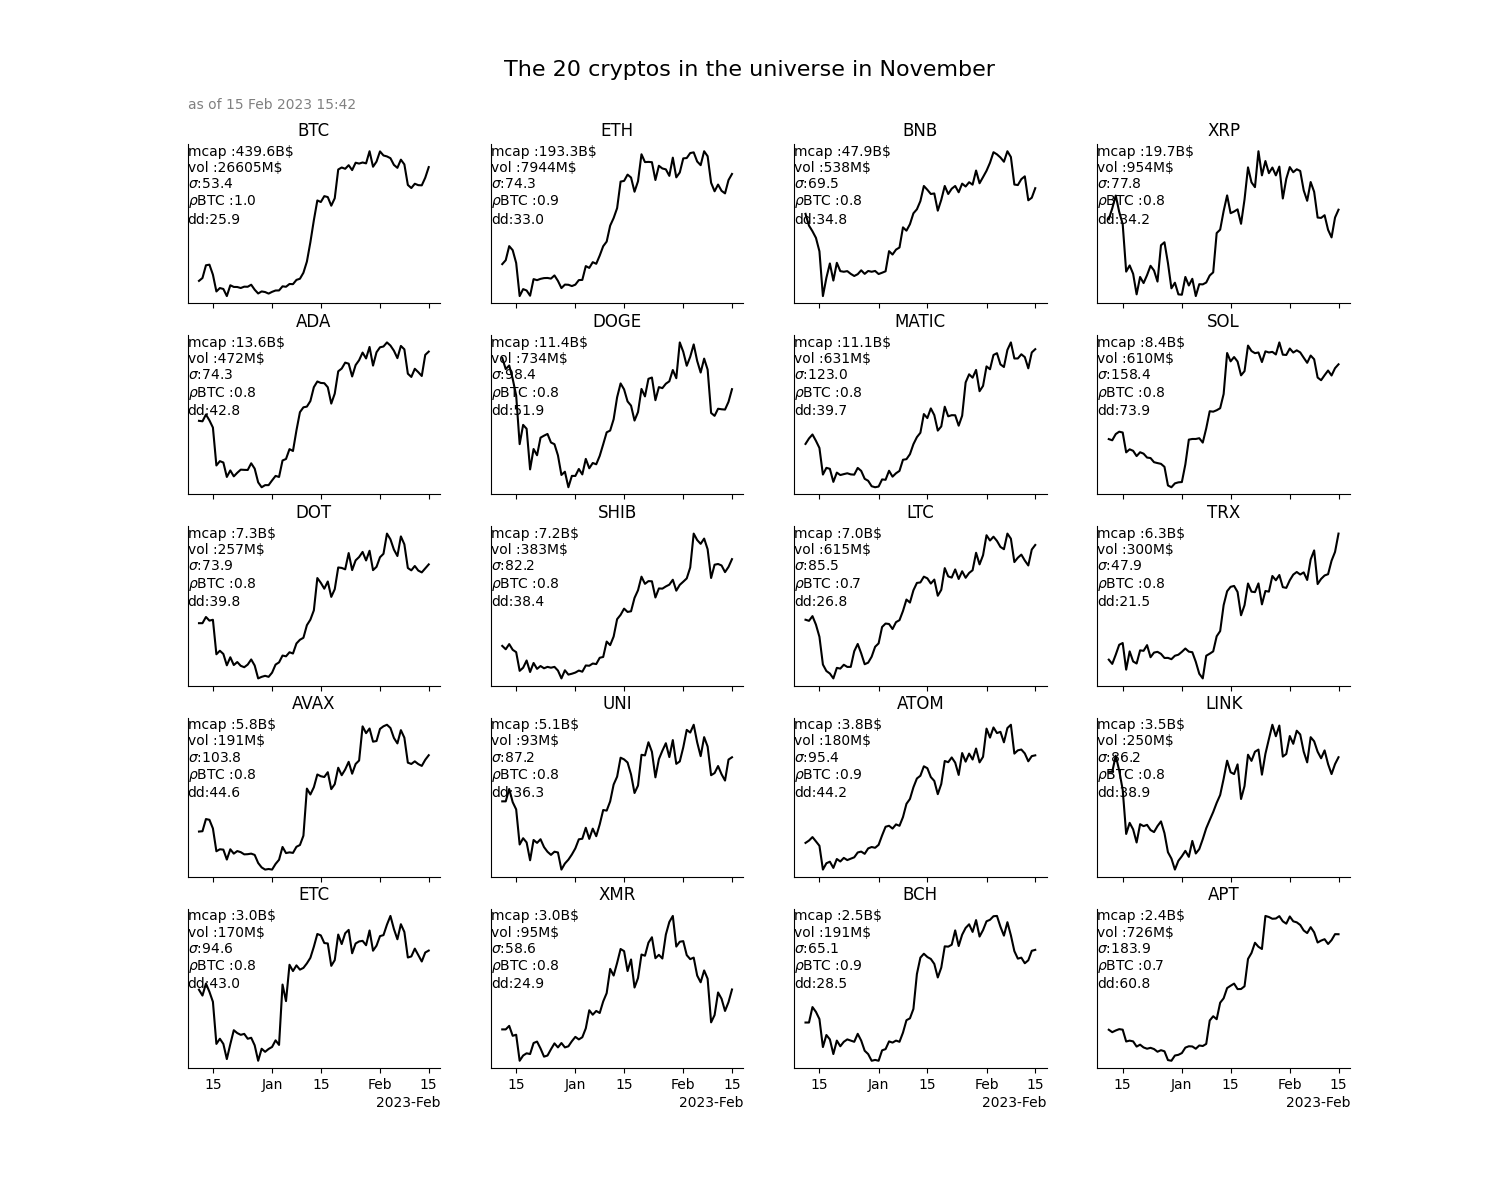 The 20 cryptos in the universe in November
as of 15 Feb 2023 15:42
BTC
mcap :439.6B$
vol :26605M$
σ:53.4
ρBTC :1.0
dd:25.9
ETH
mcap :193.3B$
vol :7944M$
σ:74.3
ρBTC :0.9
dd:33.0
BNB
mcap :47.9B$
vol :538M$
σ:69.5
ρBTC :0.8
dd:34.8
XRP
mcap :19.7B$
vol :954M$
σ:77.8
ρBTC :0.8
dd:34.2
ADA
mcap :13.6B$
vol :472M$
σ:74.3
ρBTC :0.8
dd:42.8
DOGE
mcap :11.4B$
vol :734M$
σ:98.4
ρBTC :0.8
dd:51.9
MATIC
mcap :11.1B$
vol :631M$
σ:123.0
ρBTC :0.8
dd:39.7
SOL
mcap :8.4B$
vol :610M$
σ:158.4
ρBTC :0.8
dd:73.9
DOT
mcap :7.3B$
vol :257M$
σ:73.9
ρBTC :0.8
dd:39.8
SHIB
mcap :7.2B$
vol :383M$
σ:82.2
ρBTC :0.8
dd:38.4
LTC
mcap :7.0B$
vol :615M$
σ:85.5
ρBTC :0.7
dd:26.8
TRX
mcap :6.3B$
vol :300M$
σ:47.9
ρBTC :0.8
dd:21.5
AVAX
mcap :5.8B$
vol :191M$
σ:103.8
ρBTC :0.8
dd:44.6
UNI
mcap :5.1B$
vol :93M$
σ:87.2
ρBTC :0.8
dd:36.3
ATOM
mcap :3.8B$
vol :180M$
σ:95.4
ρBTC :0.9
dd:44.2
LINK
mcap :3.5B$
vol :250M$
σ:86.2
ρBTC :0.8
dd:38.9
ETC
mcap :3.0B$
vol :170M$
σ:94.6
ρBTC :0.8
dd:43.0
XMR
mcap :3.0B$
vol :95M$
σ:58.6
ρBTC :0.8
dd:24.9
BCH
mcap :2.5B$
vol :191M$
σ:65.1
ρBTC :0.9
dd:28.5
APT
mcap :2.4B$
vol :726M$
σ:183.9
ρBTC :0.7
dd:60.8
15 Jan 15 Feb 15
2023-Feb
15 Jan 15 Feb 15
2023-Feb
15 Jan 15 Feb 15
2023-Feb
15 Jan 15 Feb 15
2023-Feb